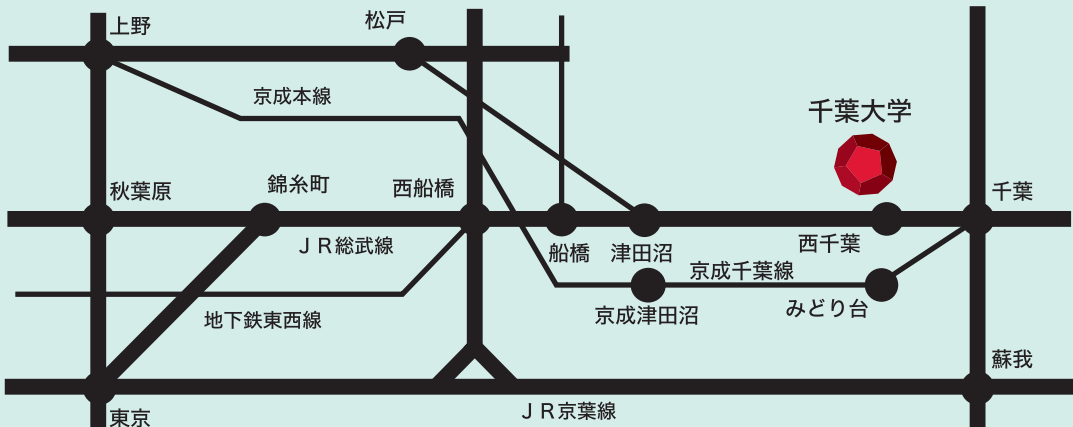 上野
松戸
京成本線
千葉大学
秋葉原
錦糸町
西船橋
千葉
ＪＲ総武線
船橋
津田沼
西千葉
京成千葉線
京成津田沼
みどり台
地下鉄東西線
蘇我
ＪＲ京葉線
東京